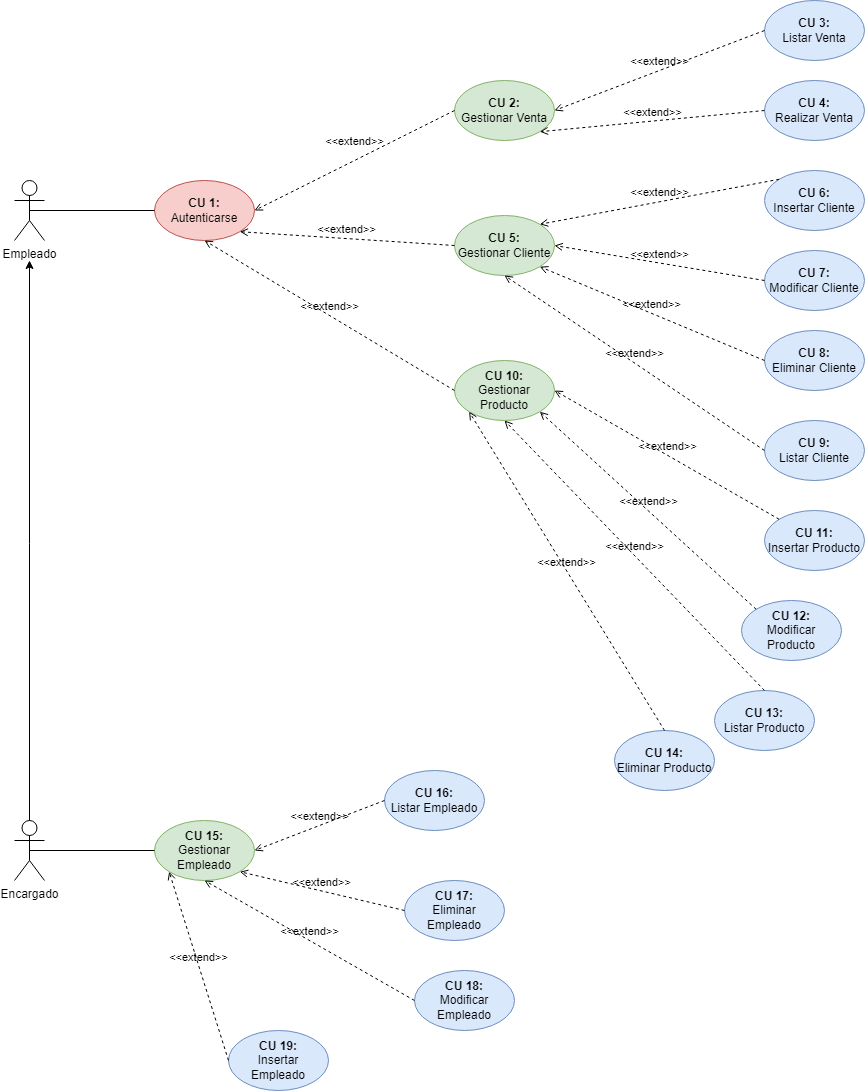 CU 3:
Listar Venta
<<extend>>
CU 2:
Gestionar Venta
CU 4:
Realizar Venta
<<extend>>
<<extend>>
CU 1:
Autenticarse
Empleado
CU 6:
Insertar Cliente
<<extend>>
<<extend>>
CU 5:
Gestionar Cliente
<<extend>>
CU 7:
Modificar Cliente
<<extend>>
<<extend>>
CU 8:
Eliminar Cliente
<<extend>>
CU 10:
Gestionar
Producto
CU 9:
Listar Cliente
<<extend>>
<<extend>>
CU 11:
Insertar Producto
<<extend>>
<<extend>>
CU 12:
Modificar
Producto
CU 13:
Listar Producto
CU 14:
Eliminar Producto
CU 16:
Listar Empleado
<<extend>>
CU 15:
Gestionar
Empleado
Encargado
<<extend>>
CU 17:
Eliminar
Empleado
<<extend>>
<<extend>>
CU 18:
Modificar
Empleado
CU 19:
Insertar
Empleado